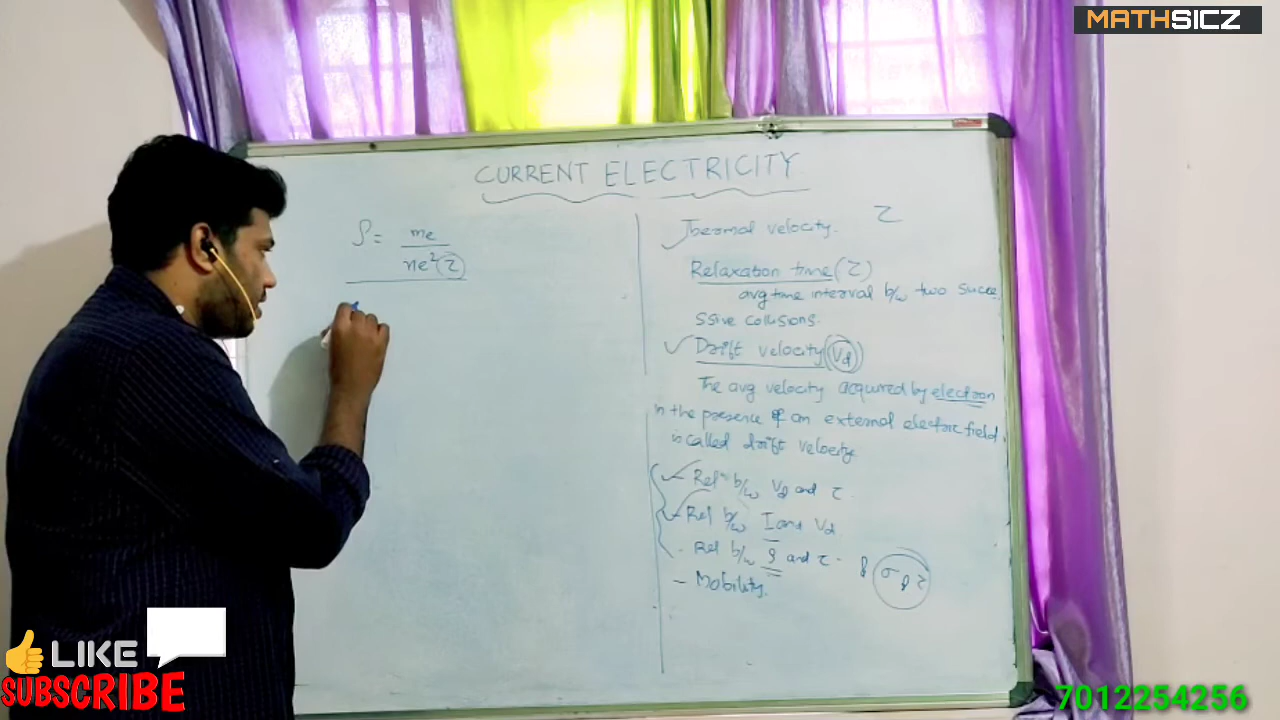 MATHSICZ
CURRENT ELECTRICITY
ρ = me
ne²(τ)
Thermal velocity.
τ
Relaxation time (τ)
avg time interval b/w two succe
ssive collisions.
Drift velocity (Vd)
The avg velocity acquired by electron
in the presence of an external electric field
is called drift velocity
- Rel b/w Vd and τ
- Rel b/w I and Vd
- Rel b/w ρ and τ. & σ & τ
- Mobility.
LIKE
SUBSCRIBE
7012254256